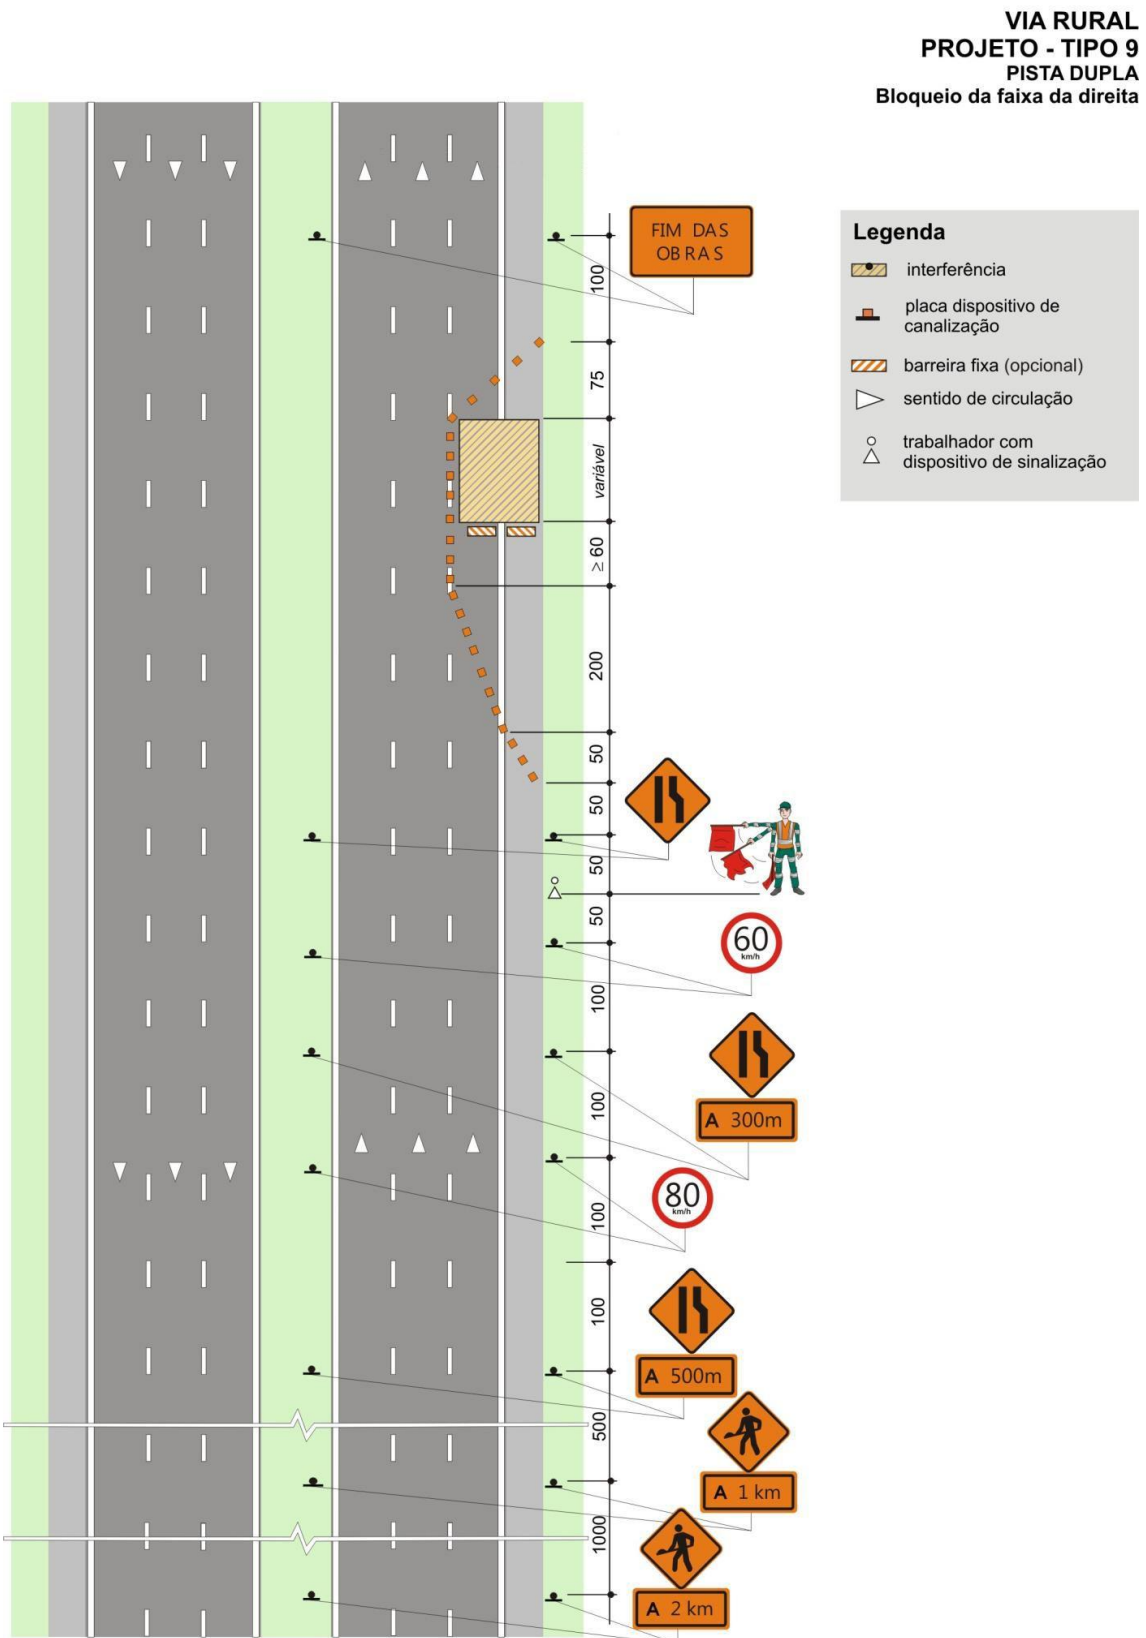 VIA RURAL
PROJETO - TIPO 9
PISTA DUPLA
Bloqueio da faixa da direita
FIM DAS
OBRAS
Legenda
interferência
placa dispositivo de
canalização
barreira fixa (opcional)
sentido de circulação
trabalhador com
dispositivo de sinalização
100
75
variável
≥ 60
200
50
50
50
50
60
km/h
100
A 300m
100
80
km/h
100
100
A 500m
500
A 1 km
1000
A 2 km